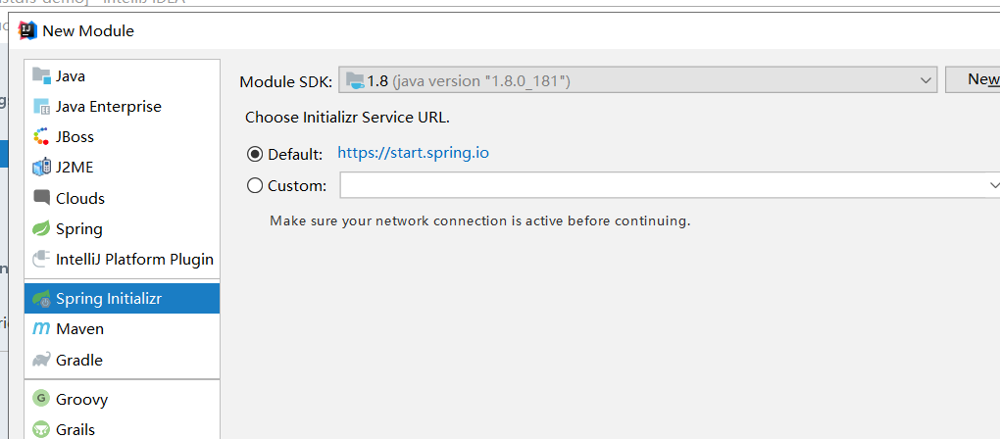 New Module
Java
Java Enterprise
JBoss
J2ME
Clouds
Spring
IntelliJ Platform Plugin
Spring Initializr
Maven
Gradle
Groovy
Grails
Module SDK: 1.8 (java version "1.8.0_181") New
Choose Initializr Service URL.
Default: https://start.spring.io
Custom:
Make sure your network connection is active before continuing.